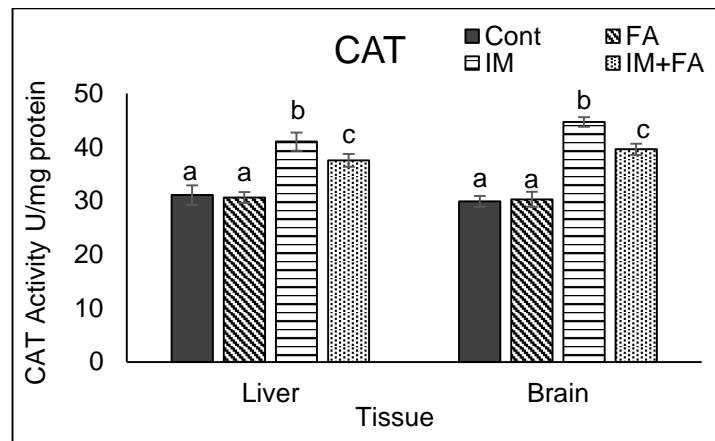 CAT
Cont FA
IM IM+FA
CAT Activity U/mg protein
50
40
30
20
10
0
a a b c
a a b c
Liver Brain
Tissue